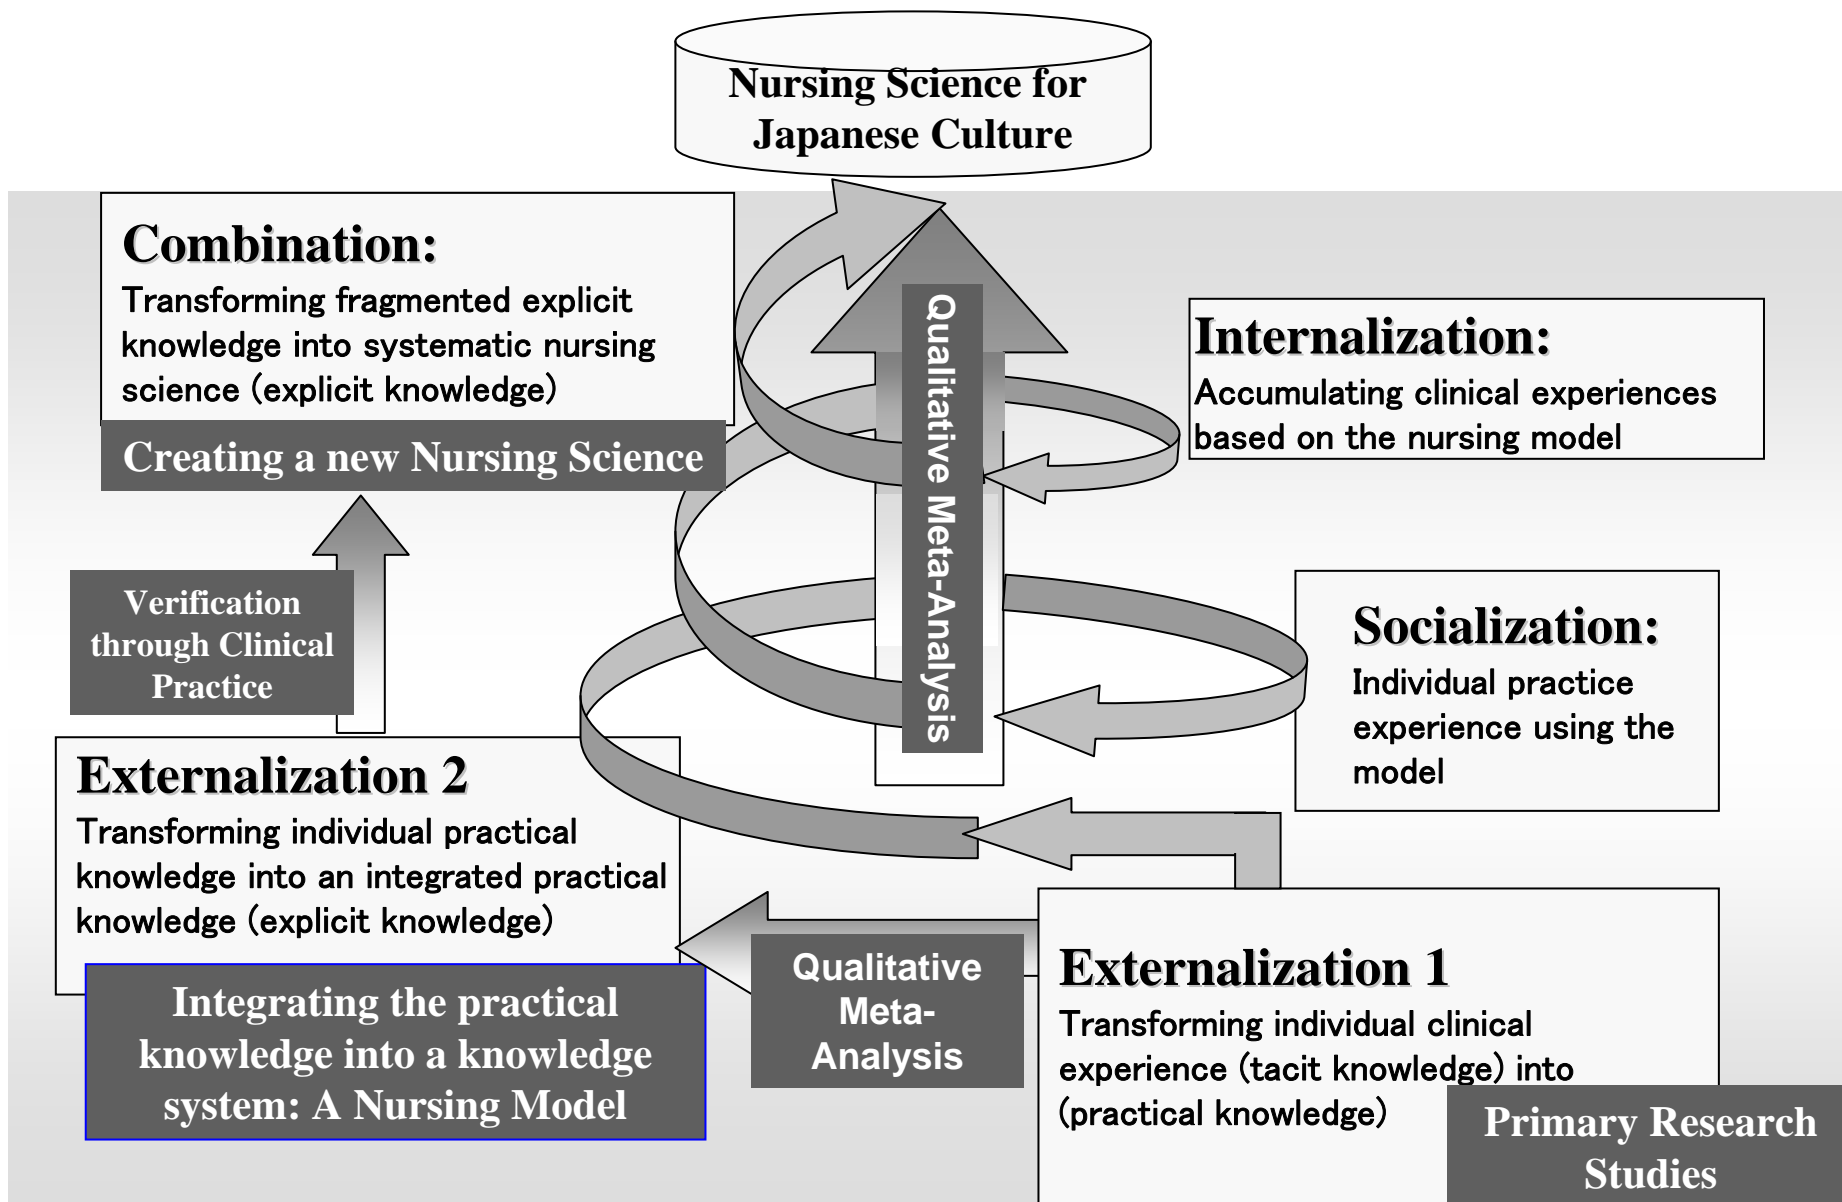 Nursing Science for
Japanese Culture
Combination:
Transforming fragmented explicit
knowledge into systematic nursing
science (explicit knowledge)
Creating a new Nursing Science
Qualitative Meta-Analysis
Internalization:
Accumulating clinical experiences
based on the nursing model
Verification
through Clinical
Practice
Socialization:
Individual practice
experience using the
model
Externalization 2
Transforming individual practical
knowledge into an integrated practical
knowledge (explicit knowledge)
Integrating the practical
knowledge into a knowledge
system: A Nursing Model
Qualitative
Meta-
Analysis
Externalization 1
Transforming individual clinical
experience (tacit knowledge) into
(practical knowledge)
Primary Research
Studies